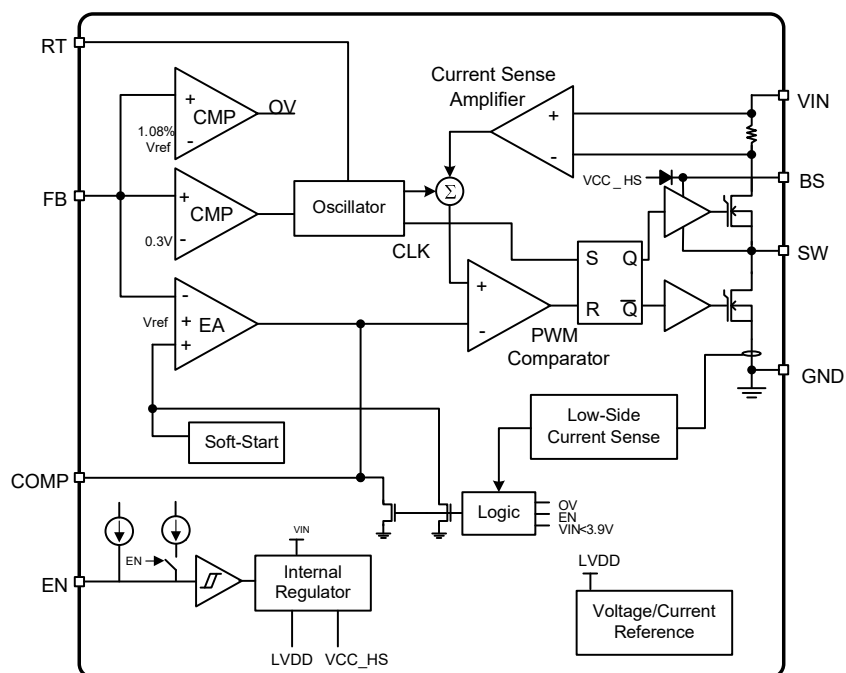 RT
Current Sense
Amplifier
VIN
+
CMP
OV
-
1.08%
Vref
+
-
VCC_HS
BS
FB
+
CMP
0.3V
-
Oscillator
Σ
CLK
S
Q
SW
R
Q
-
Vref
+
EA
+
+
-
PWM
Comparator
GND
Low-Side
Current Sense
Soft-Start
COMP
Logic
OV
EN
VIN<3.9V
EN
EN
VIN
Internal
Regulator
LVDD
Voltage/Current
Reference
LVDD
VCC_HS